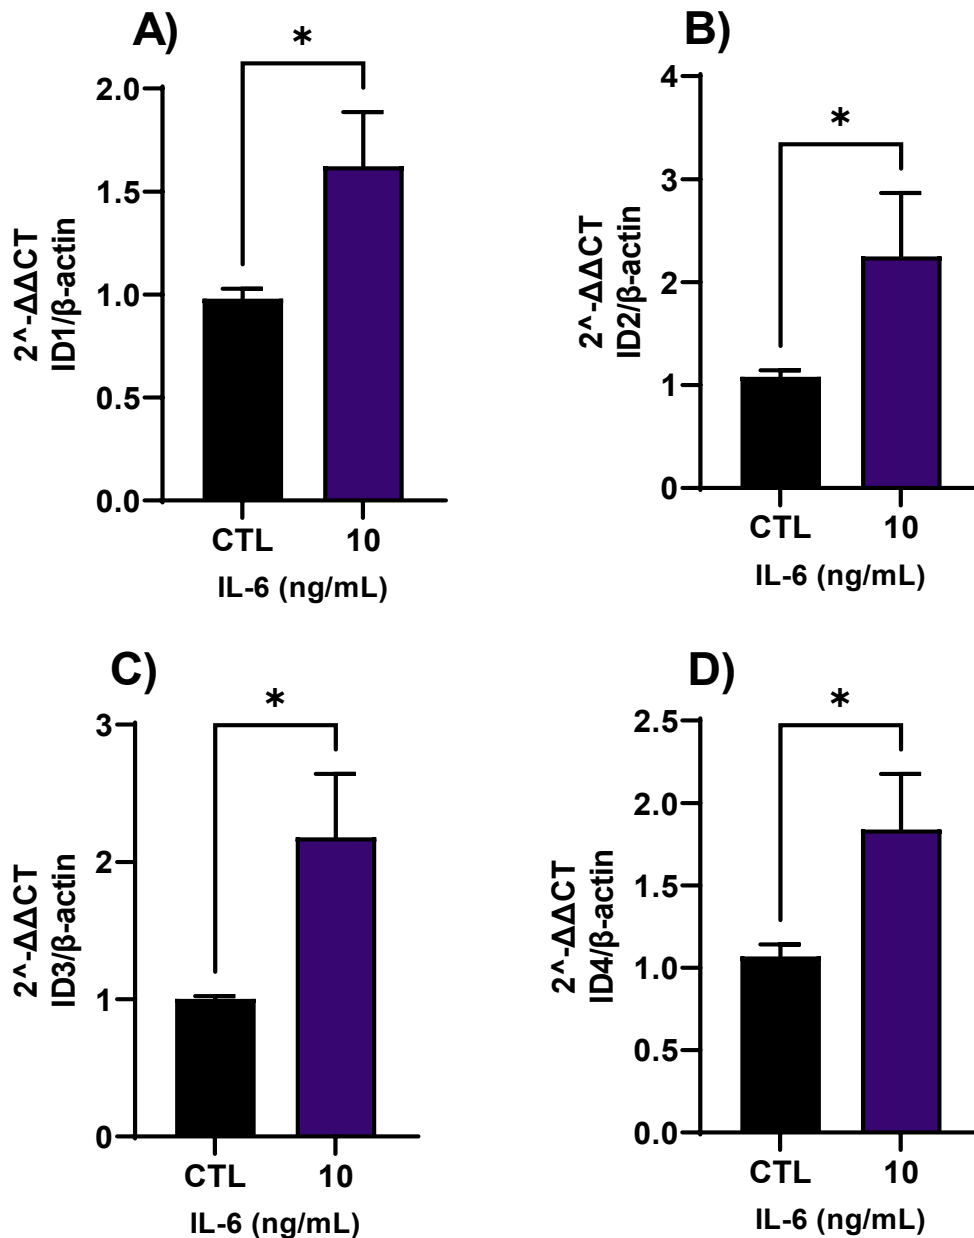 A)
*
2.0
1.5
1.0
0.5
0.0
2^-ΔΔCT
ID1/β-actin
CTL 10
IL-6 (ng/mL)
B)
*
4
3
2
1
0
2^-ΔΔCT
ID2/β-actin
CTL 10
IL-6 (ng/mL)
C)
*
3
2
1
0
2^-ΔΔCT
ID3/β-actin
CTL 10
IL-6 (ng/mL)
D)
*
2.5
2.0
1.5
1.0
0.5
0.0
2^-ΔΔCT
ID4/β-actin
CTL 10
IL-6 (ng/mL)